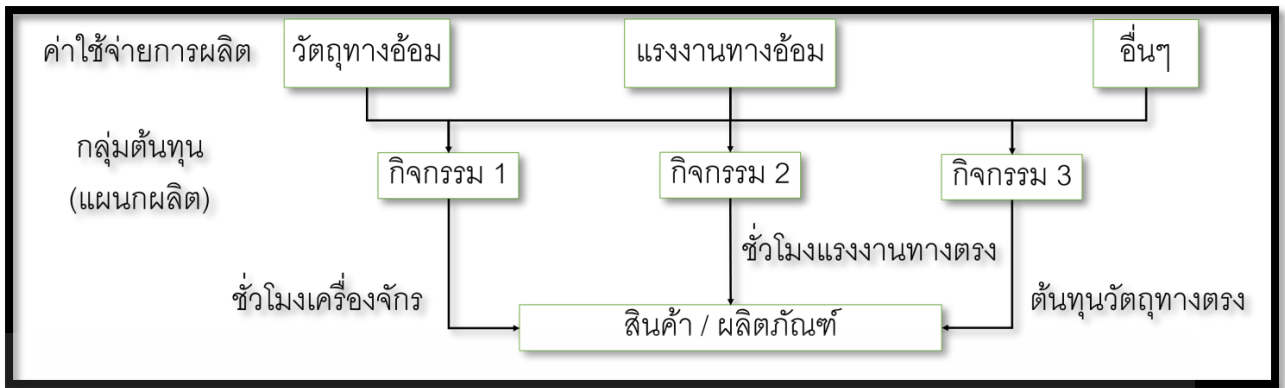 ค่าใช้จ่ายการผลิต
วัตถุทางอ้อม
แรงงานทางอ้อม
อื่นๆ
กลุ่มต้นทุน
(แผนกผลิต)
กิจกรรม 1
กิจกรรม 2
กิจกรรม 3
ชั่วโมงแรงงานทางตรง
ชั่วโมงเครื่องจักร
ต้นทุนวัตถุทางตรง
สินค้า / ผลิตภัณฑ์